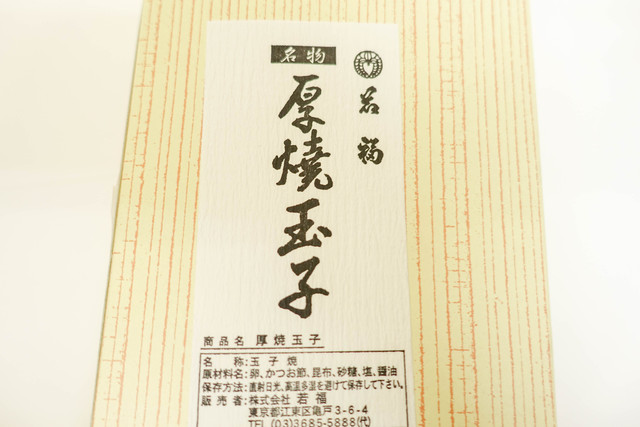 名物
若福
厚焼玉子
商品名 厚焼玉子
名 称:玉子焼
原材料名:卵、かつお節、昆布、砂糖、塩、醤油
保存方法:直射日光、高温多湿を避けて保存して下さい。
販売者:株式会社 若福
東京都江東区亀戸3-6-4
TEL (03)3685-5888(代)